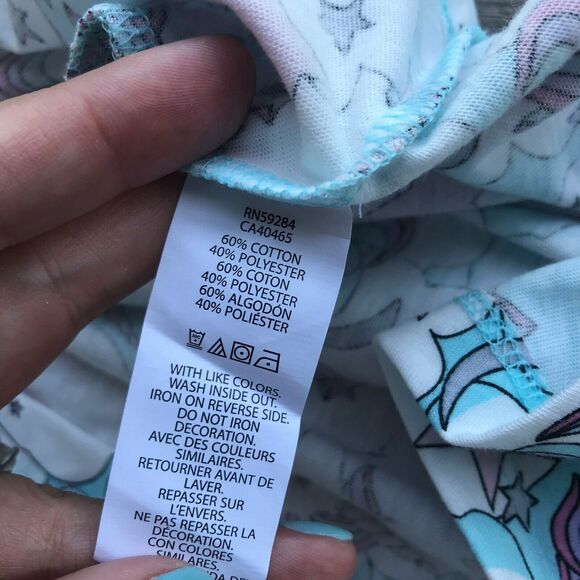 RN59284
CA40465
60% COTTON
40% POLYESTER
60% COTON
40% POLYESTER
60% ALGODÓN
40% POLIÉSTER
WITH LIKE COLORS.
WASH INSIDE OUT.
IRON ON REVERSE SIDE.
DO NOT IRON
DECORATION.
AVEC DES COULEURS
SIMILAIRES.
RETOURNER AVANT DE
LAVER.
REPASSER SUR
L'ENVERS.
NE PAS REPASSER LA
DÉCORATION.
CON COLORES
SIMILARES.